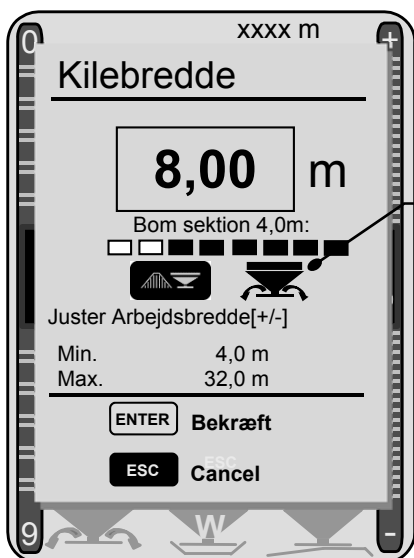 xxxx m
0
+
Kilebredde
8,00 m
Bom sektion 4,0m:
Juster Arbejdsbredde[+/-]
Min. 4,0 m
Max. 32,0 m
ENTER Bekræft
ESC ESC Cancel
9
W
-